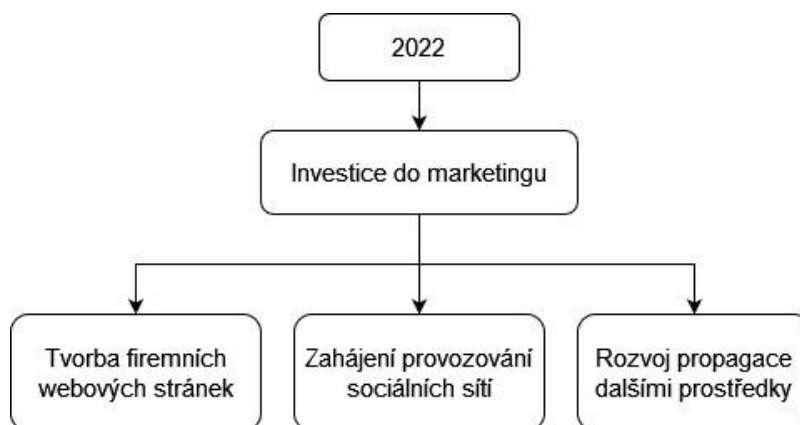 2022
Investice do marketingu
Tvorba firemních
webových stránek
Zahájení provozování
sociálních sítí
Rozvoj propagace
dalšími prostředky